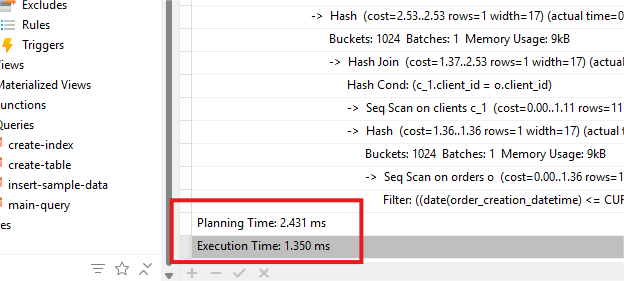 Excludes
Rules
Triggers
Views
Materialized Views
Functions
Queries
create-index
create-table
insert-sample-data
main-query
-> Hash (cost=2.53..2.53 rows=1 width=17) (actual time=0
Buckets: 1024 Batches: 1 Memory Usage: 9kB
-> Hash Join (cost=1.37..2.53 rows=1 width=17) (actual
Hash Cond: (c_1.client_id = o.client_id)
-> Seq Scan on clients c_1 (cost=0.00..1.11 rows=11
-> Hash (cost=1.36..1.36 rows=1 width=17) (actual
Buckets: 1024 Batches: 1 Memory Usage: 9kB
-> Seq Scan on orders o (cost=0.00..1.36 rows=1
Filter: ((date(order_creation_datetime) <= CUR
Planning Time: 2.431 ms
Execution Time: 1.350 ms